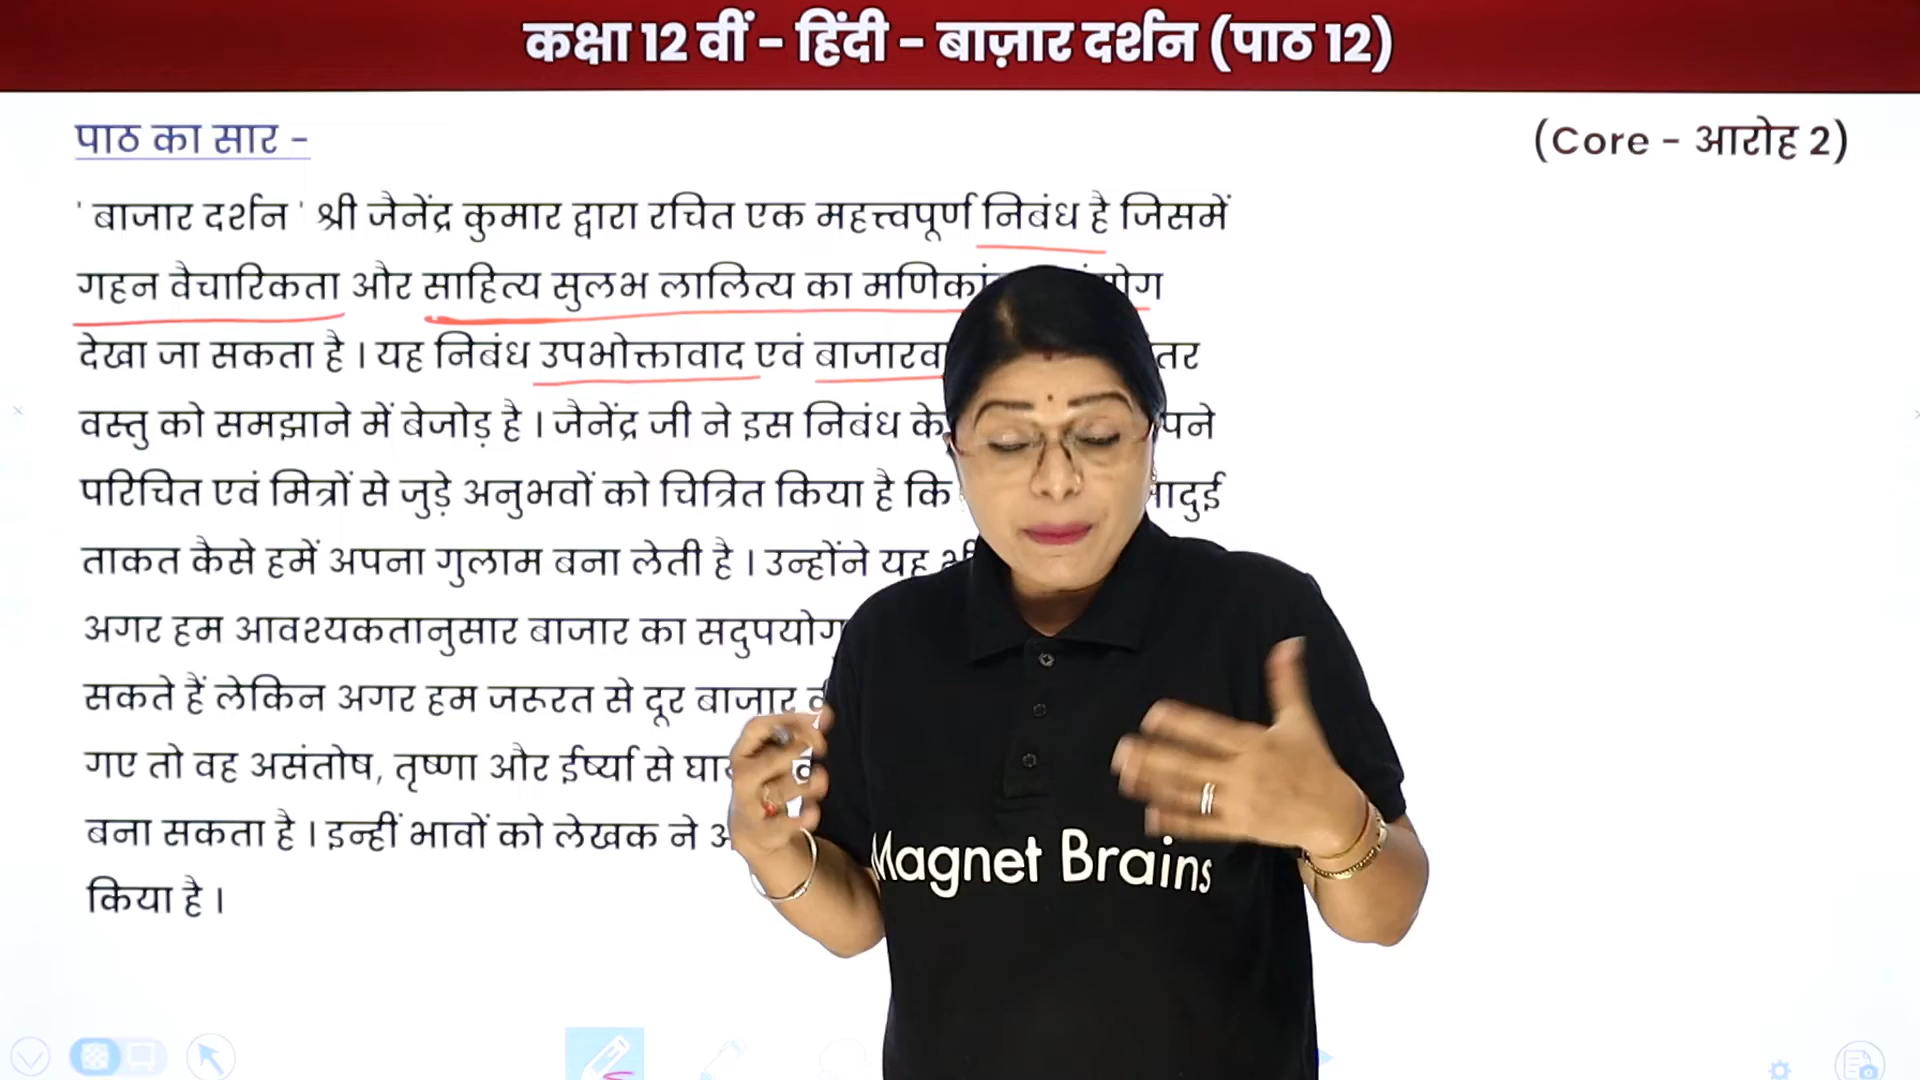 कक्षा 12 वीं - हिंदी - बाज़ार दर्शन (पाठ 12)
पाठ का सार -
(Core - आरोह 2)
' बाजार दर्शन ' श्री जैनेंद्र कुमार द्वारा रचित एक महत्त्वपूर्ण निबंध है जिसमें
गहन वैचारिकता और साहित्य सुलभ लालित्य का
देखा जा सकता है । यह निबंध उपभोक्तावाद एवं
वस्तु को समझाने में बेजोड़ है । जैनेंद्र जी ने इस निबंध के
परिचित एवं मित्रों से जुड़े अनुभवों को चित्रित किया है कि
ताकत कैसे हमें अपना गुलाम बना लेती है । उन्होंने यह
अगर हम आवश्यकतानुसार बाजार का
सकते हैं लेकिन अगर हम जरूरत से दूर बाजार
गए तो वह असंतोष, तृष्णा और ईर्ष्या से
बना सकता है । इन्हीं भावों को लेखक ने
किया है ।
Magnet Brains